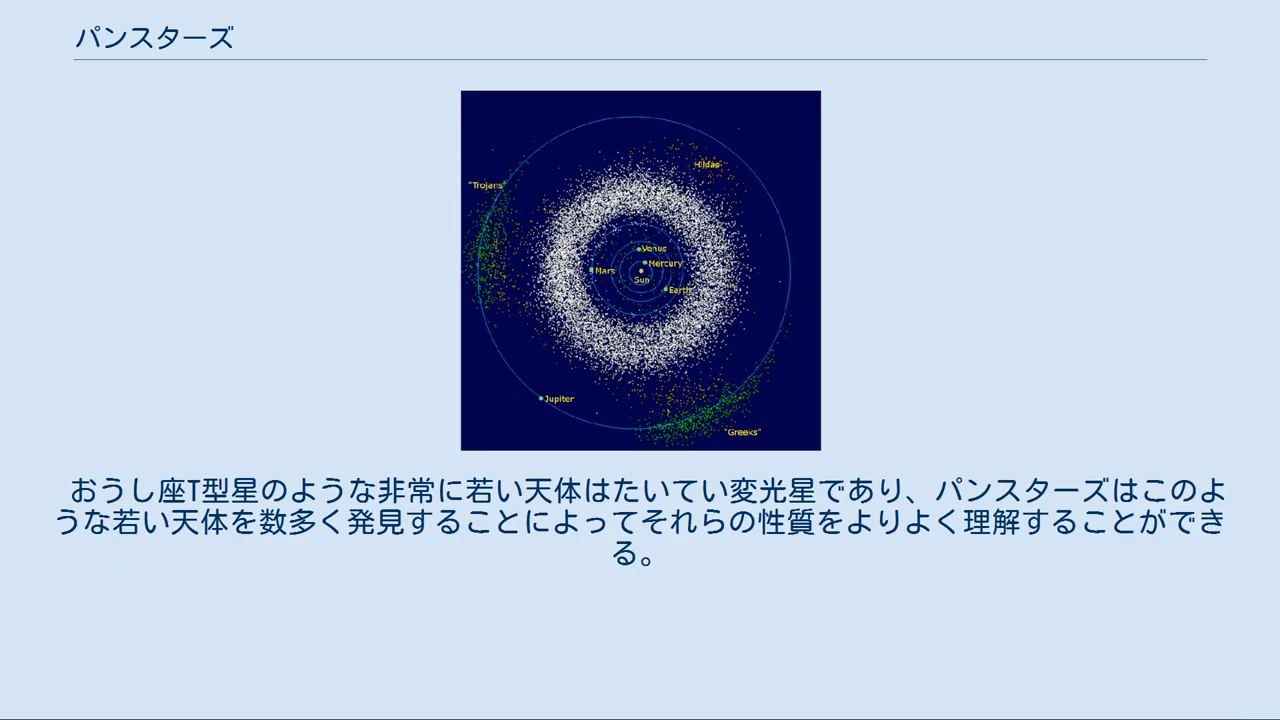 パンスターズ
Hildas
"Trojans"
Venus
Mercury
Mars
Sun
Earth
Jupiter
"Greeks"
おうし座T型星のような非常に若い天体はたいてい変光星であり、パンスターズはこのよ
うな若い天体を数多く発見することによってそれらの性質をよりよく理解することができ
る。